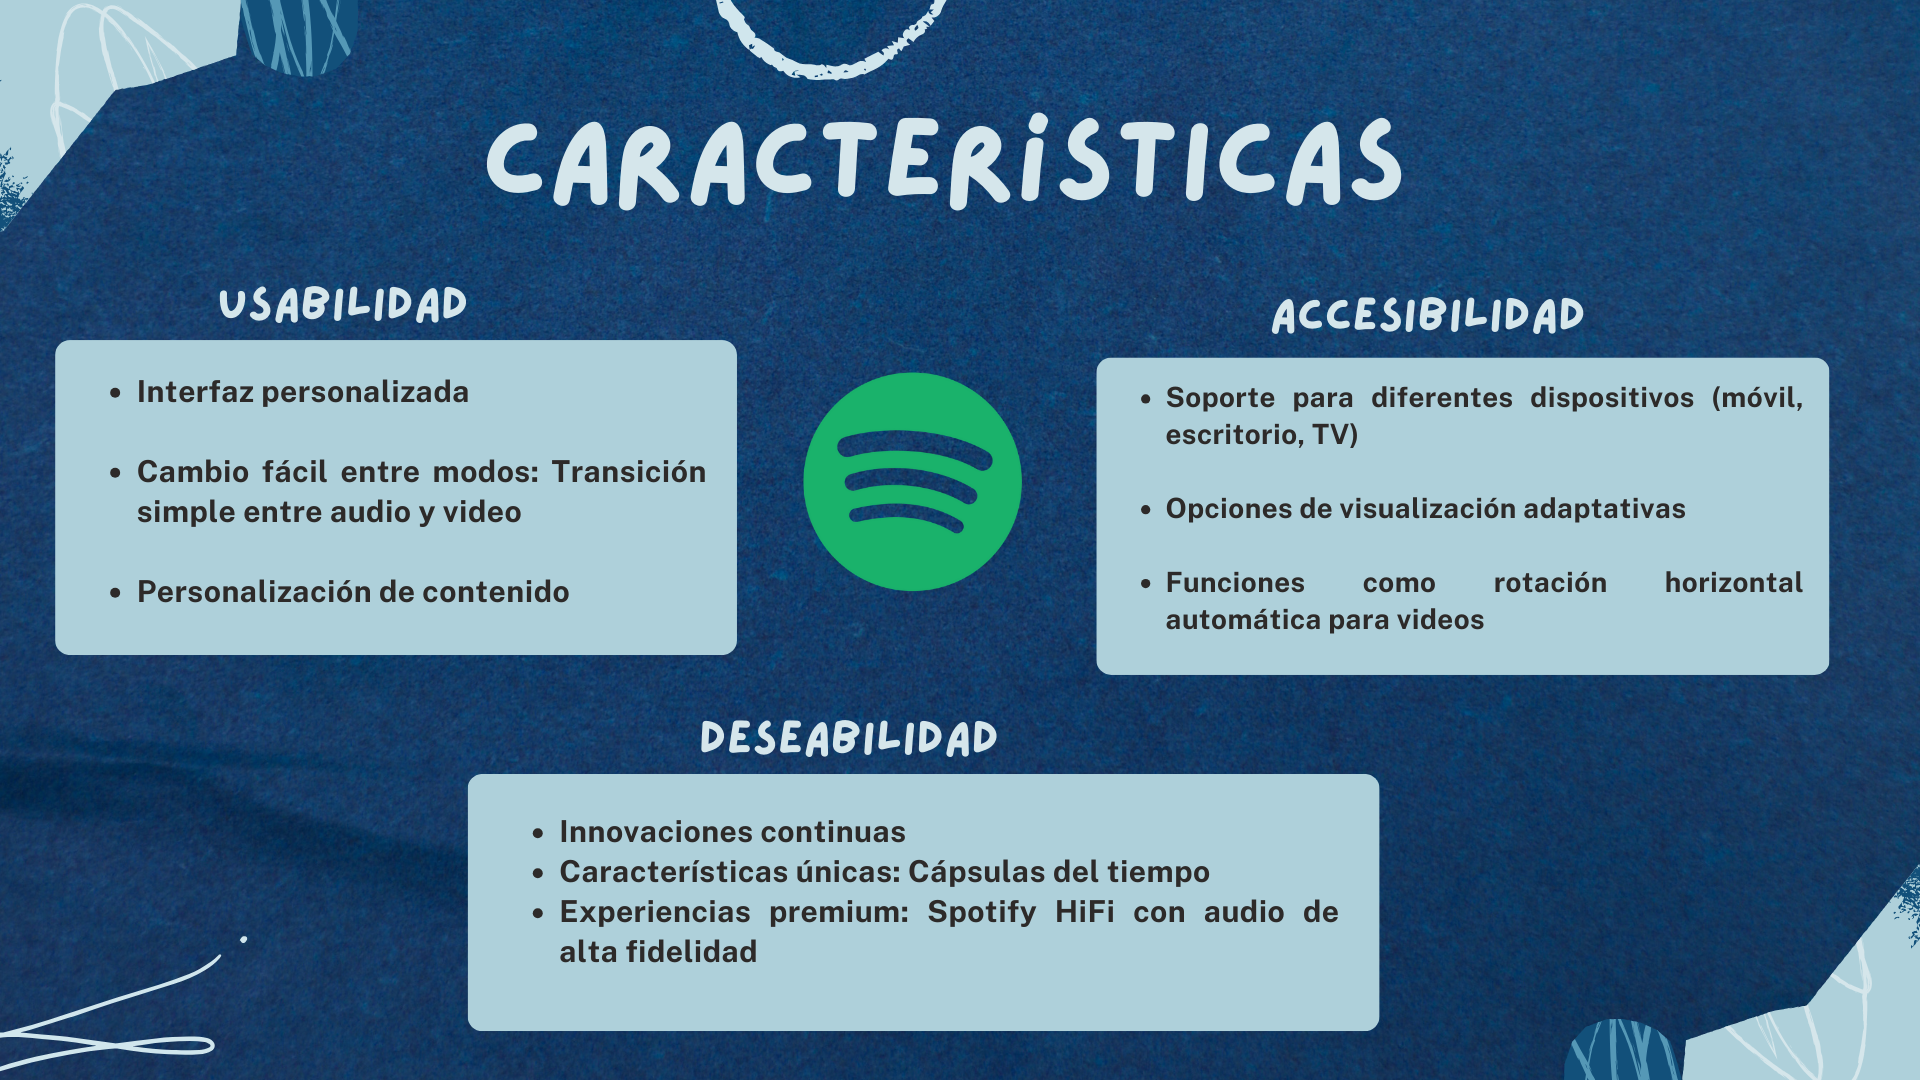 CARACTERÍSTICAS
USABILIDAD
• Interfaz personalizada
• Cambio fácil entre modos: Transición
simple entre audio y video
• Personalización de contenido
ACCESIBILIDAD
• Soporte para diferentes dispositivos (móvil,
escritorio, TV)
• Opciones de visualización adaptativas
• Funciones como rotación horizontal
automática para videos
DESEABILIDAD
• Innovaciones continuas
• Características únicas: Cápsulas del tiempo
• Experiencias premium: Spotify HiFi con audio de
alta fidelidad